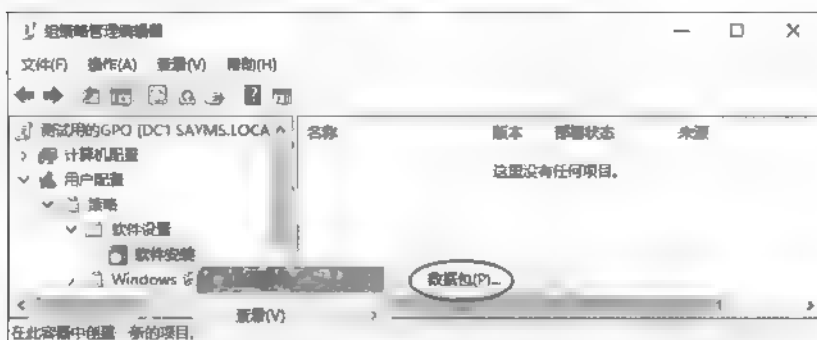 组策略管理编辑器
文件(F) 操作(A) 查看(V) 帮助(H)
测试用的GPO [DC1 SAYMS.LOCA
名称 版本 部署状态 来源
计算机配置
这里没有任何项目。
用户配置
策略
软件设置
软件安装
Windows 设
数据包(P)...
查看(V)
在此容器中创建一新的项目.